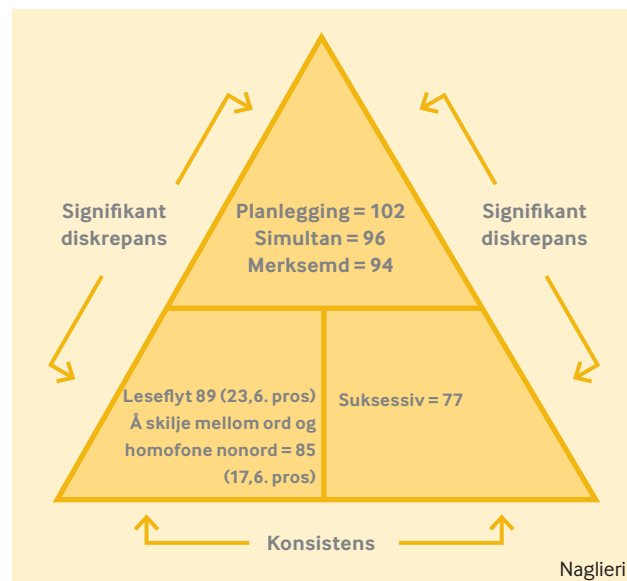 Signifikant
diskrepans
Planlegging = 102
Simultan = 96
Merksemd = 94
Signifikant
diskrepans
Leseflyt 89 (23,6. pros)
Å skilje mellom ord og
homofone nonord = 85
(17,6. pros)
Suksessiv = 77
Konsistens
Naglieri